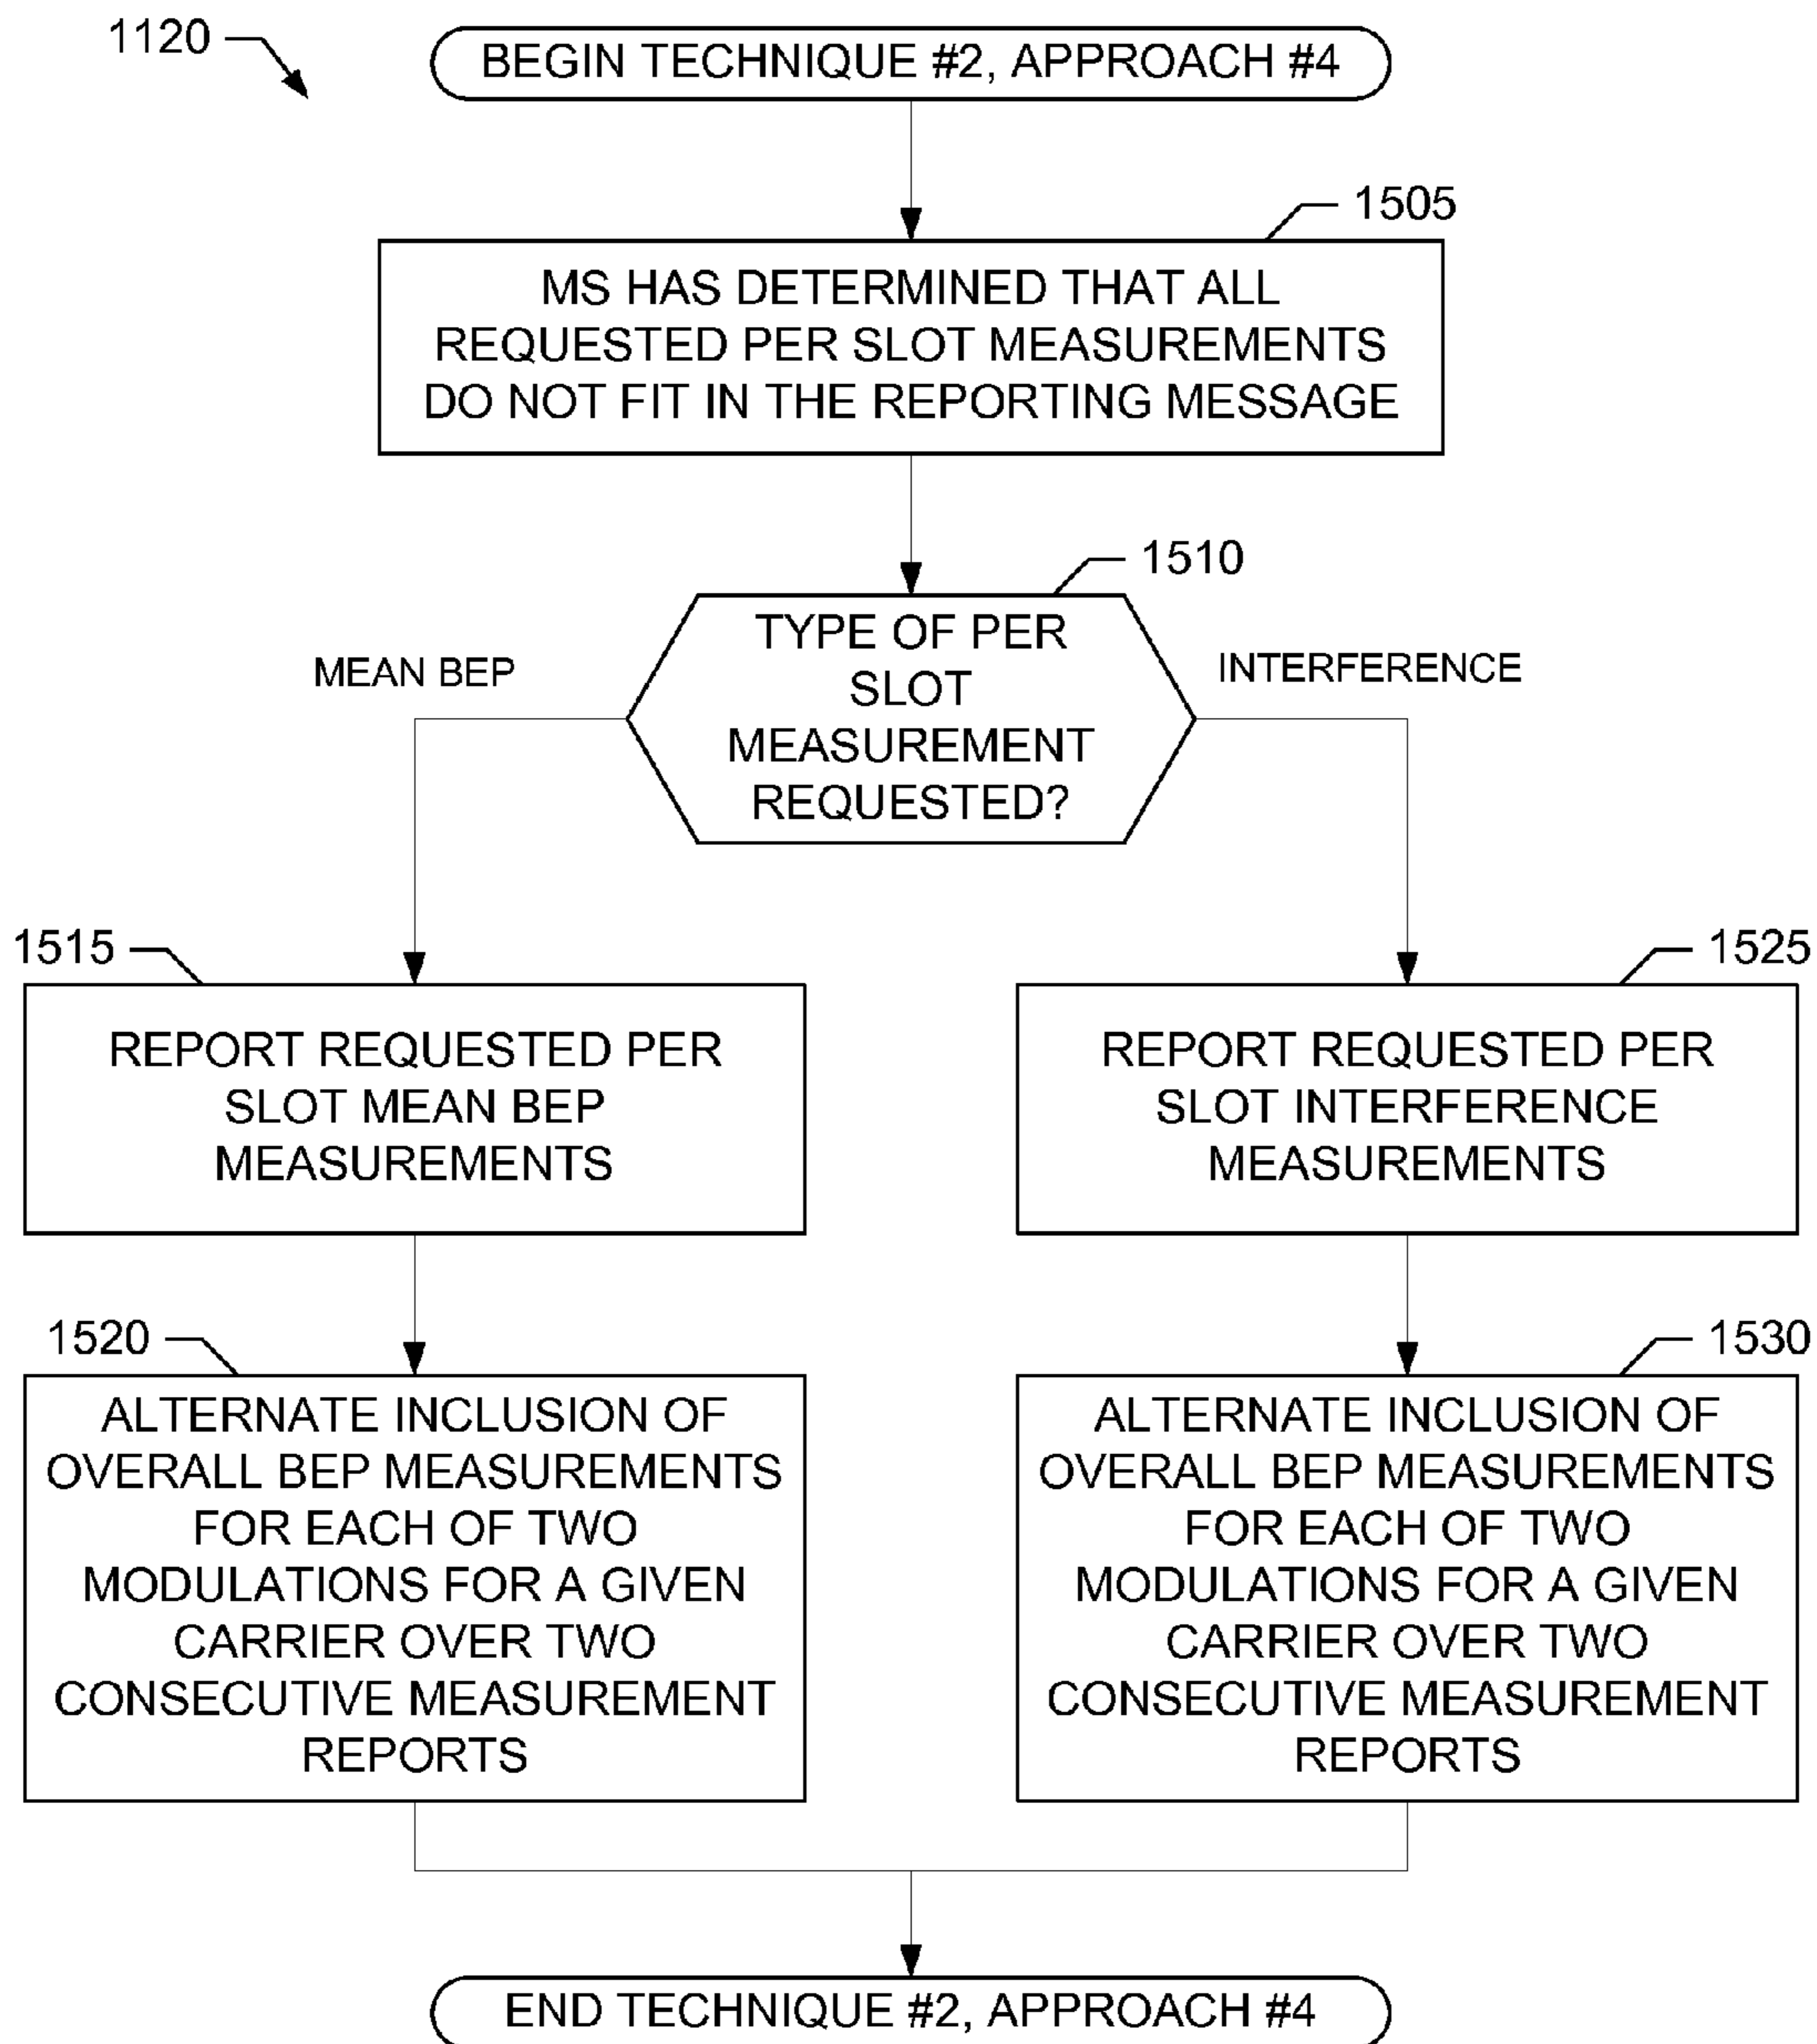 1120
BEGIN TECHNIQUE #2, APPROACH #4
1505
MS HAS DETERMINED THAT ALL
REQUESTED PER SLOT MEASUREMENTS
DO NOT FIT IN THE REPORTING MESSAGE
1510
TYPE OF PER
SLOT
MEASUREMENT
REQUESTED?
MEAN BEP
INTERFERENCE
1515
REPORT REQUESTED PER
SLOT MEAN BEP
MEASUREMENTS
1525
REPORT REQUESTED PER
SLOT INTERFERENCE
MEASUREMENTS
1520
ALTERNATE INCLUSION OF
OVERALL BEP MEASUREMENTS
FOR EACH OF TWO
MODULATIONS FOR A GIVEN
CARRIER OVER TWO
CONSECUTIVE MEASUREMENT
REPORTS
1530
ALTERNATE INCLUSION OF
OVERALL BEP MEASUREMENTS
FOR EACH OF TWO
MODULATIONS FOR A GIVEN
CARRIER OVER TWO
CONSECUTIVE MEASUREMENT
REPORTS
END TECHNIQUE #2, APPROACH #4